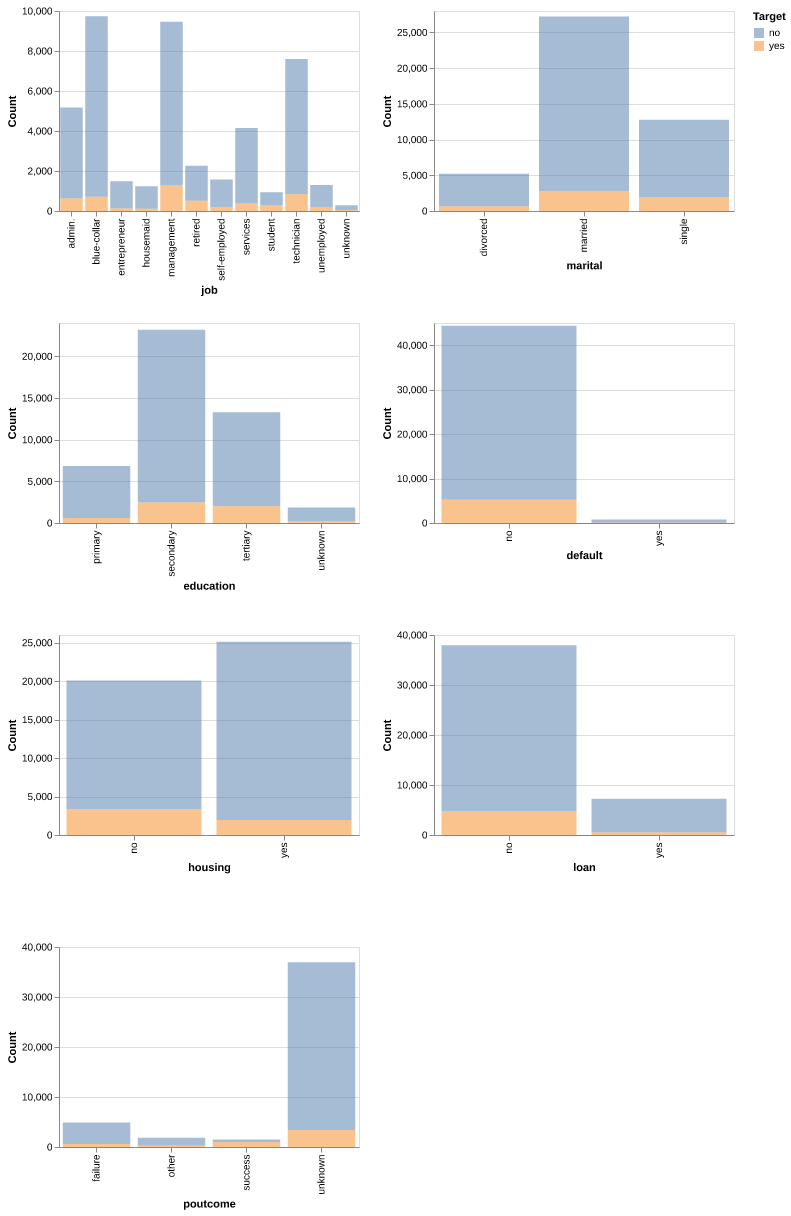 10,000
8,000
6,000
4,000
2,000
0
Count
admin.
blue-collar
entrepreneur
housemaid
management
retired
self-employed
services
student
technician
unemployed
unknown
job
25,000
20,000
15,000
10,000
5,000
0
Count
divorced
married
single
marital
Target
no
yes
20,000
15,000
10,000
5,000
0
Count
primary
secondary
tertiary
unknown
education
40,000
30,000
20,000
10,000
0
Count
no
yes
default
25,000
20,000
15,000
10,000
5,000
0
Count
no
yes
housing
40,000
30,000
20,000
10,000
0
Count
no
yes
loan
40,000
30,000
20,000
10,000
0
Count
failure
other
success
unknown
poutcome